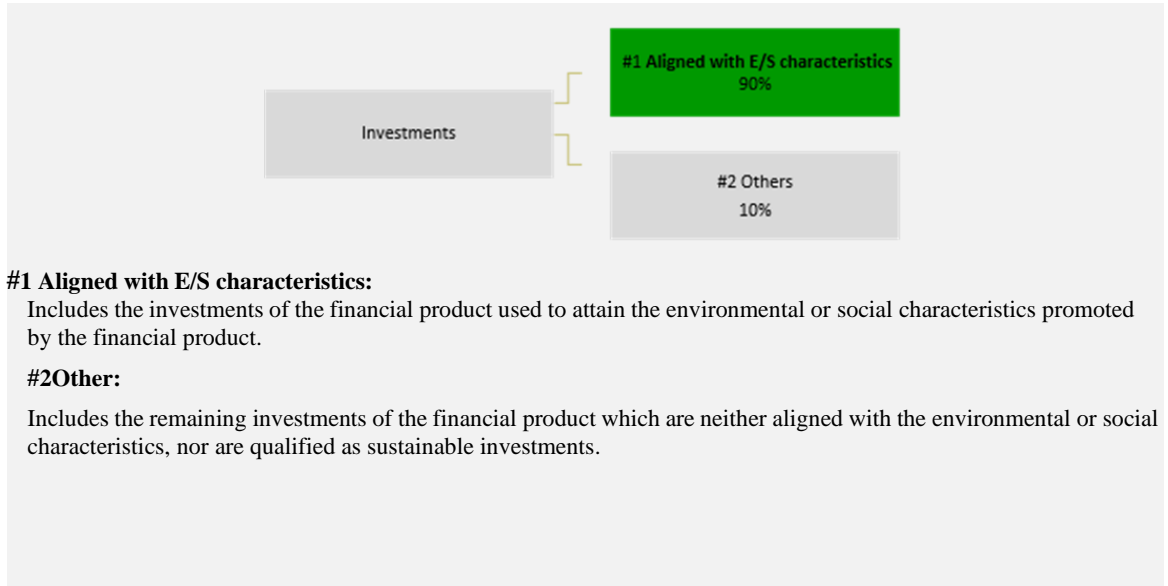 #1 Aligned with E/S characteristics
90%
Investments
#2 Others
10%
#1 Aligned with E/S characteristics:
Includes the investments of the financial product used to attain the environmental or social characteristics promoted
by the financial product.
#2Other:
Includes the remaining investments of the financial product which are neither aligned with the environmental or social
characteristics, nor are qualified as sustainable investments.